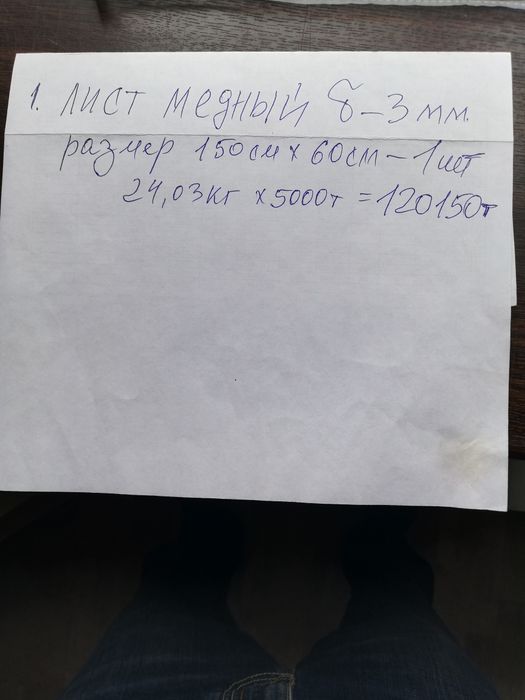 1. лист медный δ-3мм.
размер 150см х 60см - 1шт
24,03кг х 5000т = 120150т